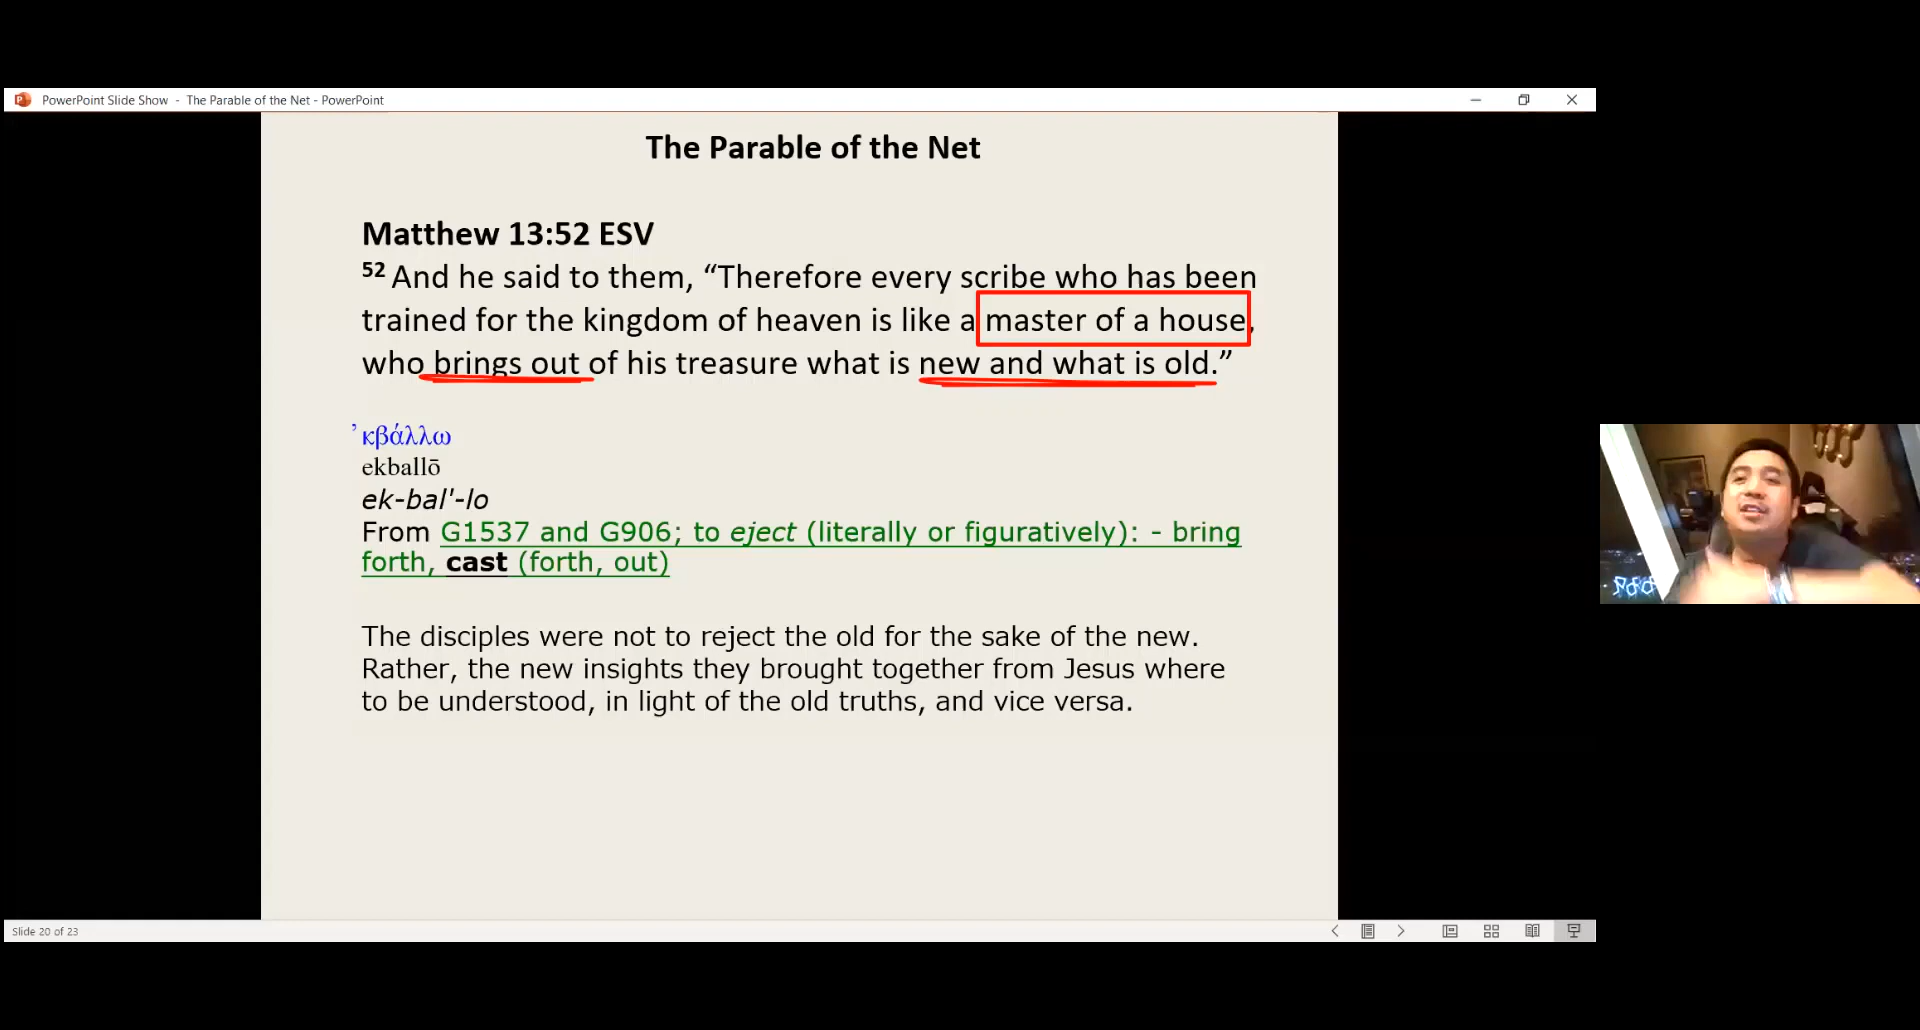 PowerPoint Slide Show - The Parable of the Net - PowerPoint
The Parable of the Net
Matthew 13:52 ESV
52 And he said to them, “Therefore every scribe who has been
trained for the kingdom of heaven is like a master of a house,
who brings out of his treasure what is new and what is old.”
᾿κβάλλω
ekballō
ek-bal'-lo
From G1537 and G906; to eject (literally or figuratively): - bring
forth, cast (forth, out)
The disciples were not to reject the old for the sake of the new.
Rather, the new insights they brought together from Jesus where
to be understood, in light of the old truths, and vice versa.
Slide 20 of 23